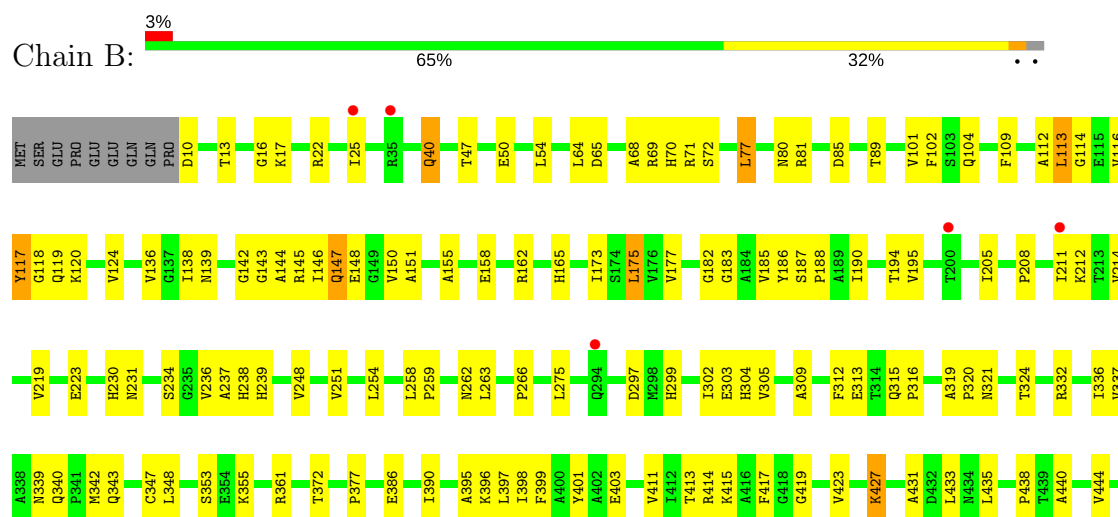 3%
Chain B:
65% 32% • •
MET SER GLU PRO GLU GLU GLN GLN PRO D10 T13 G16 K17 R22 I25 R35 Q40 T47 E50 L54 L64 D65 A68 R69 H70 R71 S72 L77 N80 R81 D85 T89 V101 F102 S103 Q104 F109 A112 L113 G114 E115 V116
Y117 G118 Q119 K120 V124 V136 G137 I138 N139 G142 G143 A144 R145 I146 Q147 E148 G149 V150 A151 A155 E158 R162 H165 I173 S174 L175 V176 V177 G182 G183 A184 V185 Y186 S187 P188 A189 I190 T194 V195 T200 I205 P208 I211 K212 T213 V214
V219 E223 H230 N231 S234 G235 V236 A237 H238 H239 V248 V251 L254 L258 P259 N262 L263 P266 L275 Q294 D297 M298 H299 I302 E303 H304 V305 A309 F312 E313 T314 Q315 P316 A319 P320 N321 T324 R332 I336 V337
A338 N339 Q340 P341 M342 Q343 C347 L348 S353 E354 K355 R361 T372 P377 E386 I390 A395 K396 L397 I398 F399 A400 Y401 A402 E403 V411 I412 T413 R414 K415 A416 F417 G418 G419 V423 K427 A431 D432 L433 N434 L435 P438 T439 A440 V444